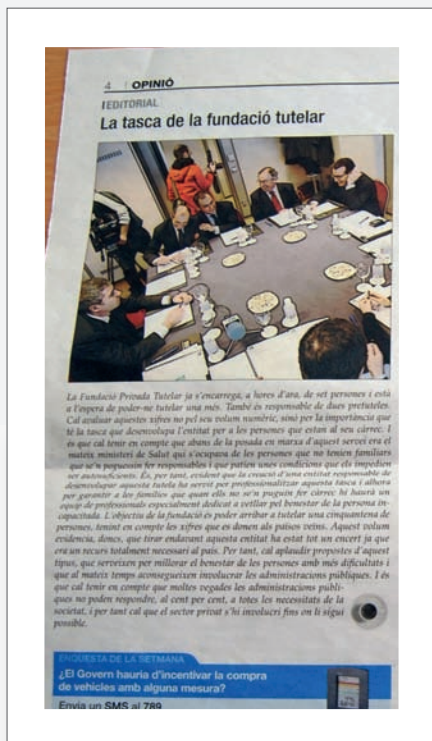 4 | OPINIÓ
EDITORIAL
La tasca de la fundació tutelar
La Fundació Privada Tutelar ja s'encarrega, a hores d'ara, de set persones i està
a l'espera de poder-ne tutelar una més. També és responsable de dues pretuteles.
Cal avaluar aquestes xifres no pel seu volum numèric, sinó per la importància que
té la tasca que desenvolupa l'entitat per a les persones que estan al seu càrrec. I
és que cal tenir en compte que abans de la posada en marxa d'aquest servei era el
mateix ministeri de Salut qui s'ocupava de les persones que no tenien familiars
que se'n poguessin fer responsables i que patien unes condicions que els impedien
ser autosuficients. És, per tant, evident que la creació d'una entitat responsable de
desenvolupar aquesta tutela ha servit per professionalitzar aquesta tasca i alhora
per garantir a les famílies que quan ells no se'n puguin fer càrrec hi haurà un
equip de professionals especialment dedicat a vetllar pel benestar de la persona in-
capacitada. L'objectiu de la fundació és poder arribar a tutelar una cinquantena de
persones, tenint en compte les xifres que es donen als països veïns. Aquest volum
evidencia, doncs, que tirar endavant aquesta entitat ha estat tot un encert ja que
era un recurs totalment necessari al país. Per tant, cal aplaudir propostes d'aquest
tipus, que serveixen per millorar el benestar de les persones amb més dificultats i
que al mateix temps aconsegueixen involucrar les administracions públiques. I és
que cal tenir en compte que moltes vegades les administracions públi-
ques no poden respondre, al cent per cent, a totes les necessitats de la
societat, i per tant cal que el sector privat s'hi involucri fins on li sigui
possible.
ENQUESTA DE LA SETMANA
¿El Govern hauria d'incentivar la compra
de vehicles amb alguna mesura?
Envia un SMS al 789